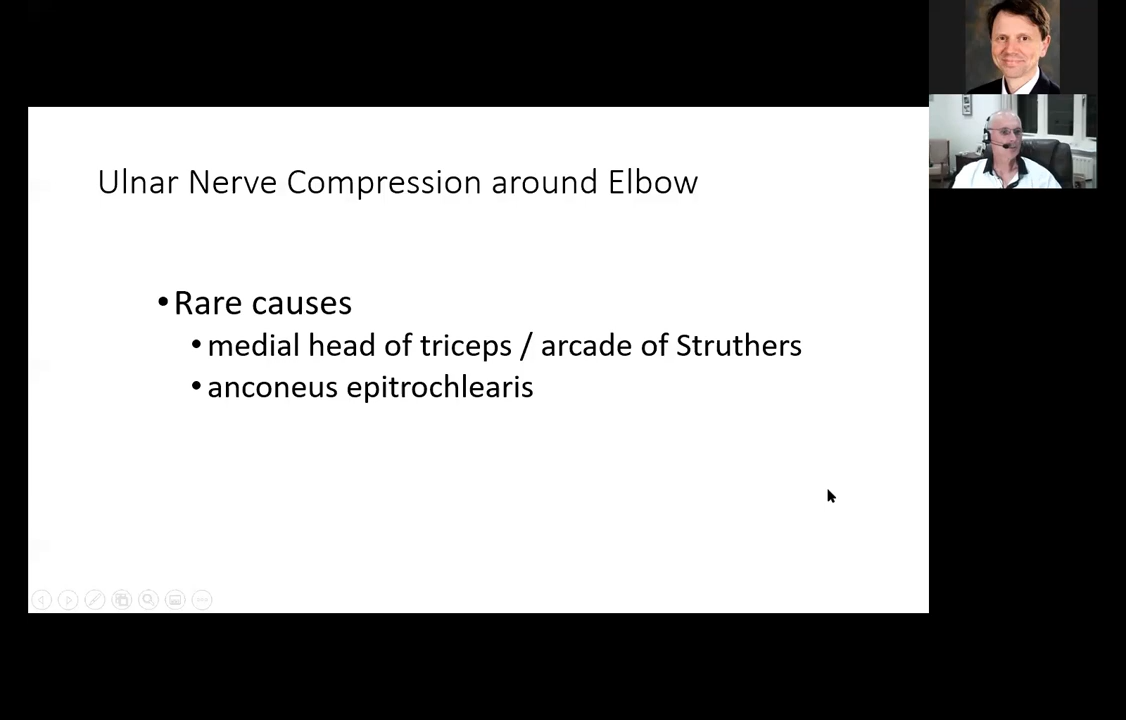 Ulnar Nerve Compression around Elbow
•Rare causes
•medial head of triceps / arcade of Struthers
•anconeus epitrochlearis